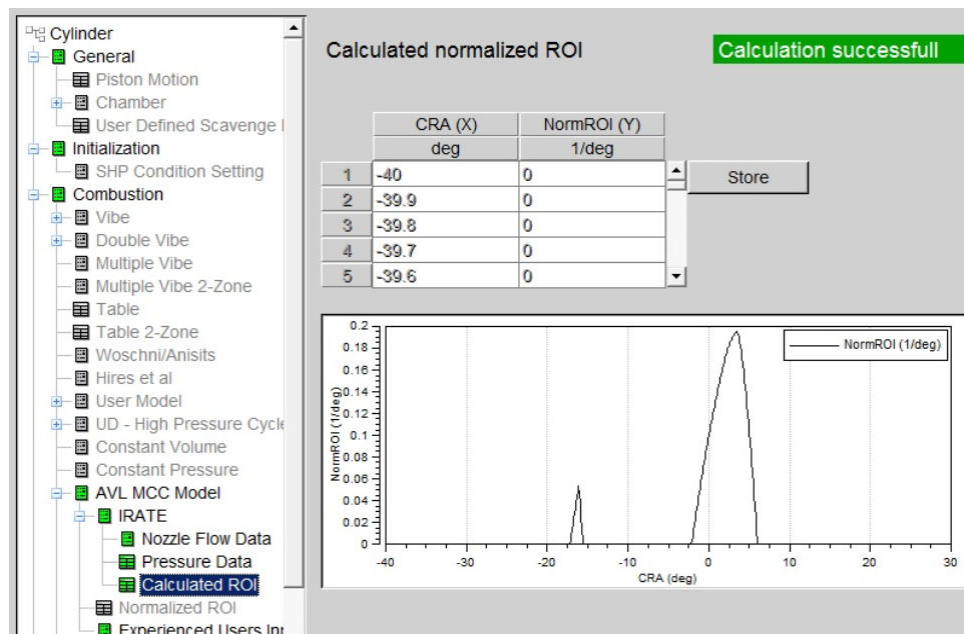 Cylinder
General
Piston Motion
Chamber
User Defined Scavenge
Initialization
SHP Condition Setting
Combustion
Vibe
Double Vibe
Multiple Vibe
Multiple Vibe 2-Zone
Table
Table 2-Zone
Woschni/Anisits
Hires et al
User Model
UD - High Pressure Cycle
Constant Volume
Constant Pressure
AVL MCC Model
IRATE
Nozzle Flow Data
Pressure Data
Calculated ROI
Normalized ROI
Experienced Users
Calculated normalized ROI
Calculation successfull
CRA (X) NormROI (Y)
deg 1/deg
1 -40 0
2 -39.9 0
3 -39.8 0
4 -39.7 0
5 -39.6 0
Store
NormROI (1/deg)
0.2
0.18
0.16
0.14
0.12
0.1
0.08
0.06
0.04
0.02
0
NormROI (1/deg)
-40 -30 -20 -10 0 10 20 30
CRA (deg)